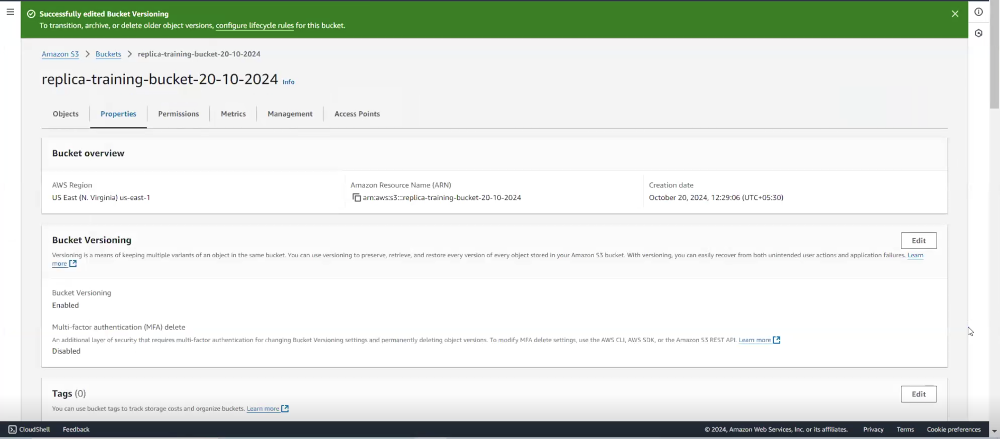 Successfully edited Bucket Versioning
To transition, archive, or delete older object versions, configure lifecycle rules for this bucket.
Amazon S3 > Buckets > replica-training-bucket-20-10-2024
replica-training-bucket-20-10-2024 Info
Objects Properties Permissions Metrics Management Access Points
Bucket overview
AWS Region
US East (N. Virginia) us-east-1
Amazon Resource Name (ARN)
arn:aws:s3:::replica-training-bucket-20-10-2024
Creation date
October 20, 2024, 12:29:06 (UTC+05:30)
Bucket Versioning
Edit
Versioning is a means of keeping multiple variants of an object in the same bucket. You can use versioning to preserve, retrieve, and restore every version of every object stored in your Amazon S3 bucket. With versioning, you can easily recover from both unintended user actions and application failures. Learn
more
Bucket Versioning
Enabled
Multi-factor authentication (MFA) delete
An additional layer of security that requires multi-factor authentication for changing Bucket Versioning settings and permanently deleting object versions. To modify MFA delete settings, use the AWS CLI, AWS SDK, or the Amazon S3 REST API. Learn more
Disabled
Tags (0)
Edit
You can use bucket tags to track storage costs and organize buckets. Learn more
CloudShell Feedback © 2024, Amazon Web Services, Inc. or its affiliates. Privacy Terms Cookie preferences